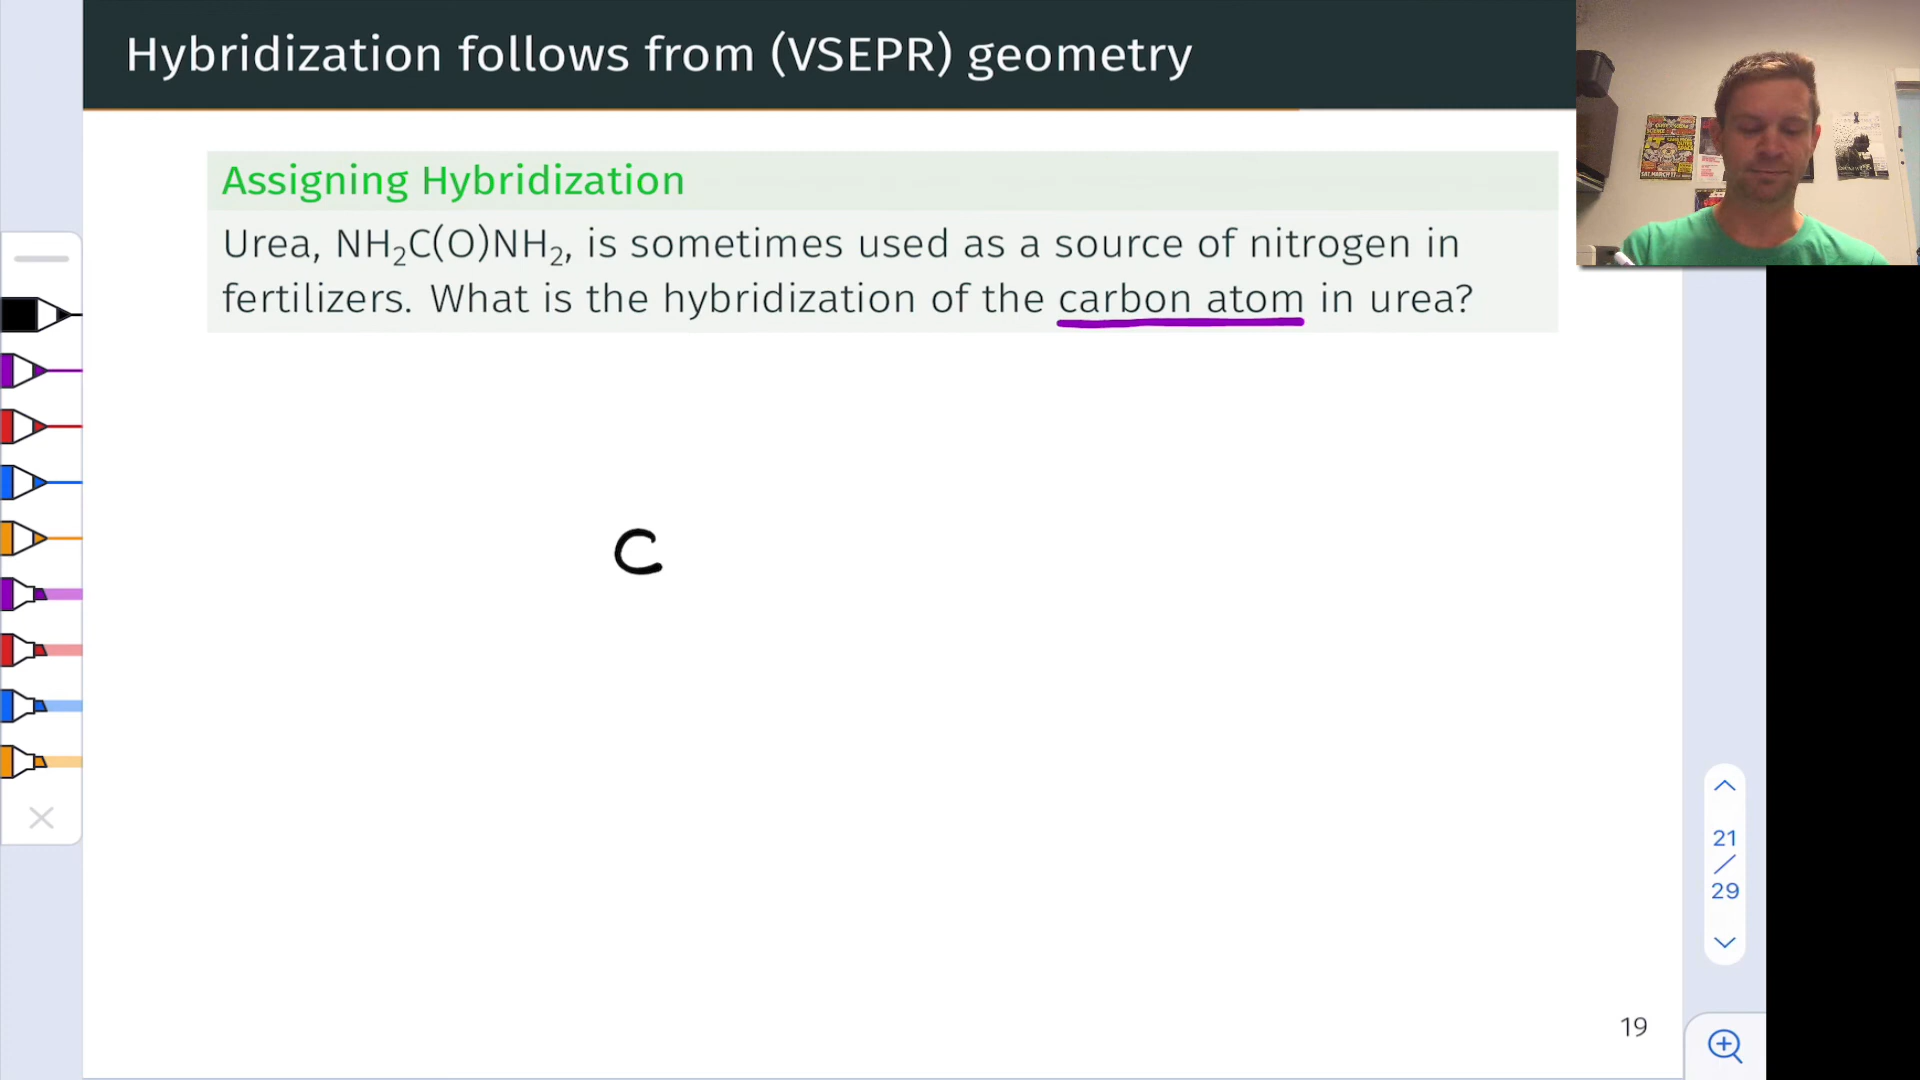 Hybridization follows from (VSEPR) geometry
Assigning Hybridization
Urea, NH₂C(O)NH₂, is sometimes used as a source of nitrogen in
fertilizers. What is the hybridization of the carbon atom in urea?
C
21
29
19